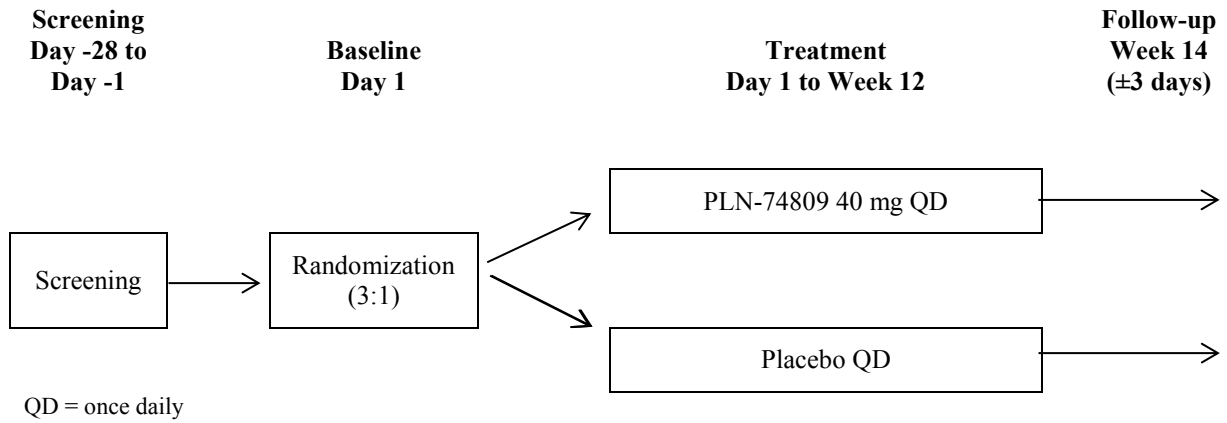 Screening
Day -28 to
Day -1
Baseline
Day 1
Treatment
Day 1 to Week 12
Follow-up
Week 14
(±3 days)
Screening
Randomization
(3:1)
PLN-74809 40 mg QD
Placebo QD
QD = once daily